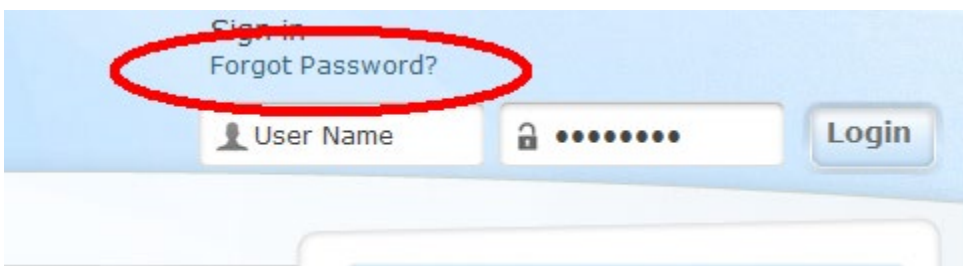 Sign in
Forgot Password?
User Name
••••••••
Login